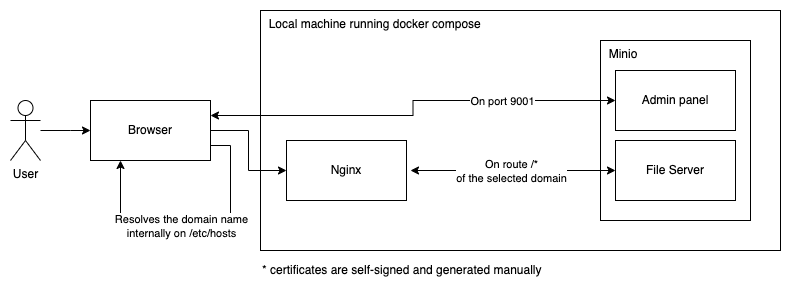 Local machine running docker compose
Minio
Admin panel
On port 9001
Browser
User
Nginx
On route /*
of the selected domain
File Server
Resolves the domain name
internally on /etc/hosts
* certificates are self-signed and generated manually